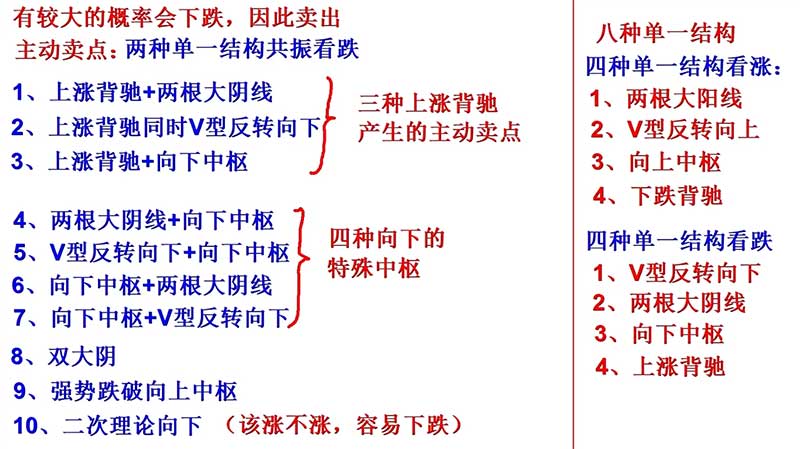 有较大的概率会下跌，因此卖出
主动卖点：两种单一结构共振看跌
1、上涨背驰+两根大阴线
2、上涨背驰同时V型反转向下
3、上涨背驰+向下中枢
三种上涨背驰
产生的主动卖点
4、两根大阴线+向下中枢
5、V型反转向下+向下中枢
6、向下中枢+两根大阴线
7、向下中枢+V型反转向下
四种向下的
特殊中枢
8、双大阴
9、强势跌破向上中枢
10、二次理论向下 （该涨不涨，容易下跌）
八种单一结构
四种单一结构看涨：
1、两根大阳线
2、V型反转向上
3、向上中枢
4、下跌背驰
四种单一结构看跌
1、V型反转向下
2、两根大阴线
3、向下中枢
4、上涨背驰